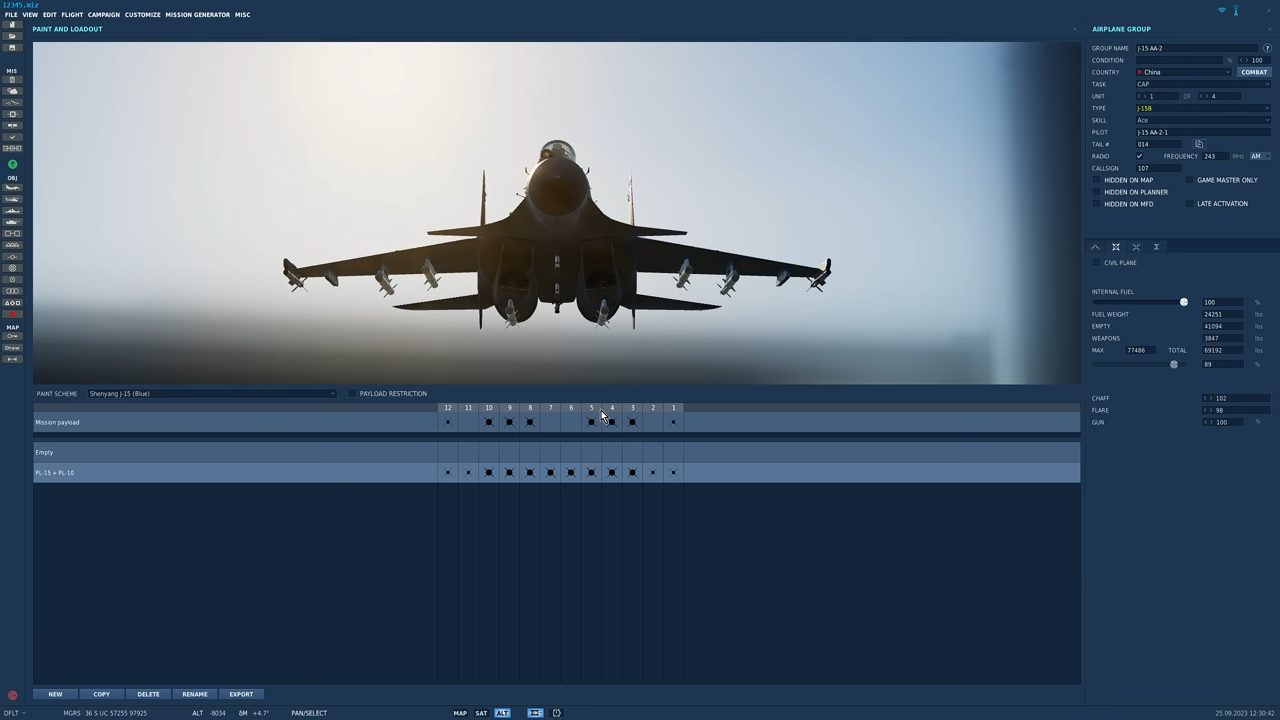 12345.miz
FILE VIEW EDIT FLIGHT CAMPAIGN CUSTOMIZE MISSION GENERATOR MISC
PAINT AND LOADOUT
MIS
OBJ
MAP
Draw
PAINT SCHEME Shenyang J-15 (Blue) PAYLOAD RESTRICTION
12 11 10 9 8 7 6 5 4 3 2 1
Mission payload
Empty
PL-15 + PL-10
NEW COPY DELETE RENAME EXPORT
AIRPLANE GROUP
GROUP NAME J-15 AA-2 ?
CONDITION % < > 100
COUNTRY China COMBAT
TASK CAP
UNIT < > 1 OF < > 4
TYPE J-15B
SKILL Ace
PILOT J-15 AA-2-1
TAIL # 014
RADIO FREQUENCY 243 MHz AM
CALLSIGN 107
HIDDEN ON MAP GAME MASTER ONLY
HIDDEN ON PLANNER
HIDDEN ON MFD LATE ACTIVATION
CIVIL PLANE
INTERNAL FUEL
100 %
FUEL WEIGHT 24251 lbs
EMPTY 41094 lbs
WEAPONS 3847 lbs
MAX 77486 TOTAL 69192 lbs
89 %
CHAFF < > 102
FLARE < > 98
GUN < > 100 %
DFLT MGRS 36 S UC 57255 97925 ALT -8034 δM +4.7° PAN/SELECT MAP SAT ALT 25.09.2023 12:30:42